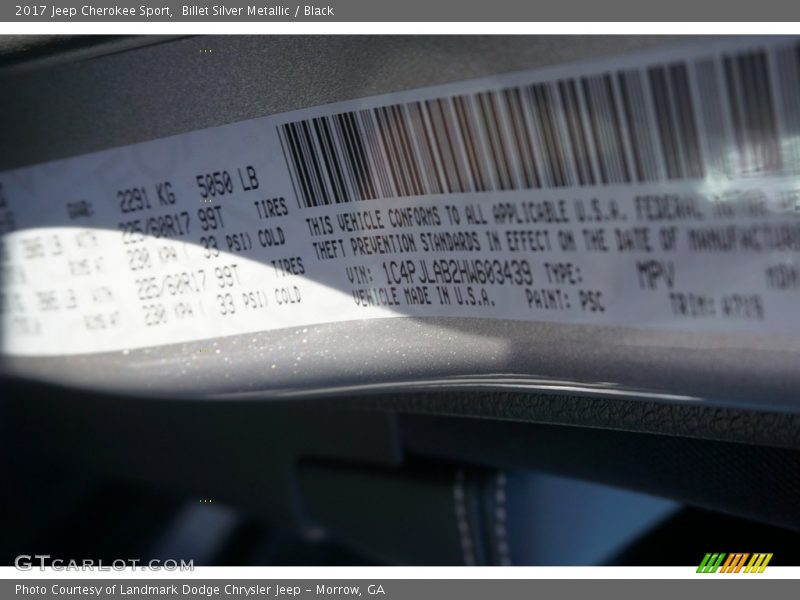 2017 Jeep Cherokee Sport,  Billet Silver Metallic / Black
2291 KG 5050 LB
225/60R17 99T TIRES
230 KPA ( 33 PSI) COLD
225/60R17 99T TIRES
230 KPA ( 33 PSI) COLD
THIS VEHICLE CONFORMS TO ALL APPLICABLE U.S.A. FEDERAL MOTOR
THEFT PREVENTION STANDARDS IN EFFECT ON THE DATE OF MANUFACTURE
VIN: 1C4PJLAB2HW603439 TYPE: MPV
VEHICLE MADE IN U.S.A. PAINT: PSC TRIM:
GTCARLOT.COM
Photo Courtesy of Landmark Dodge Chrysler Jeep – Morrow, GA